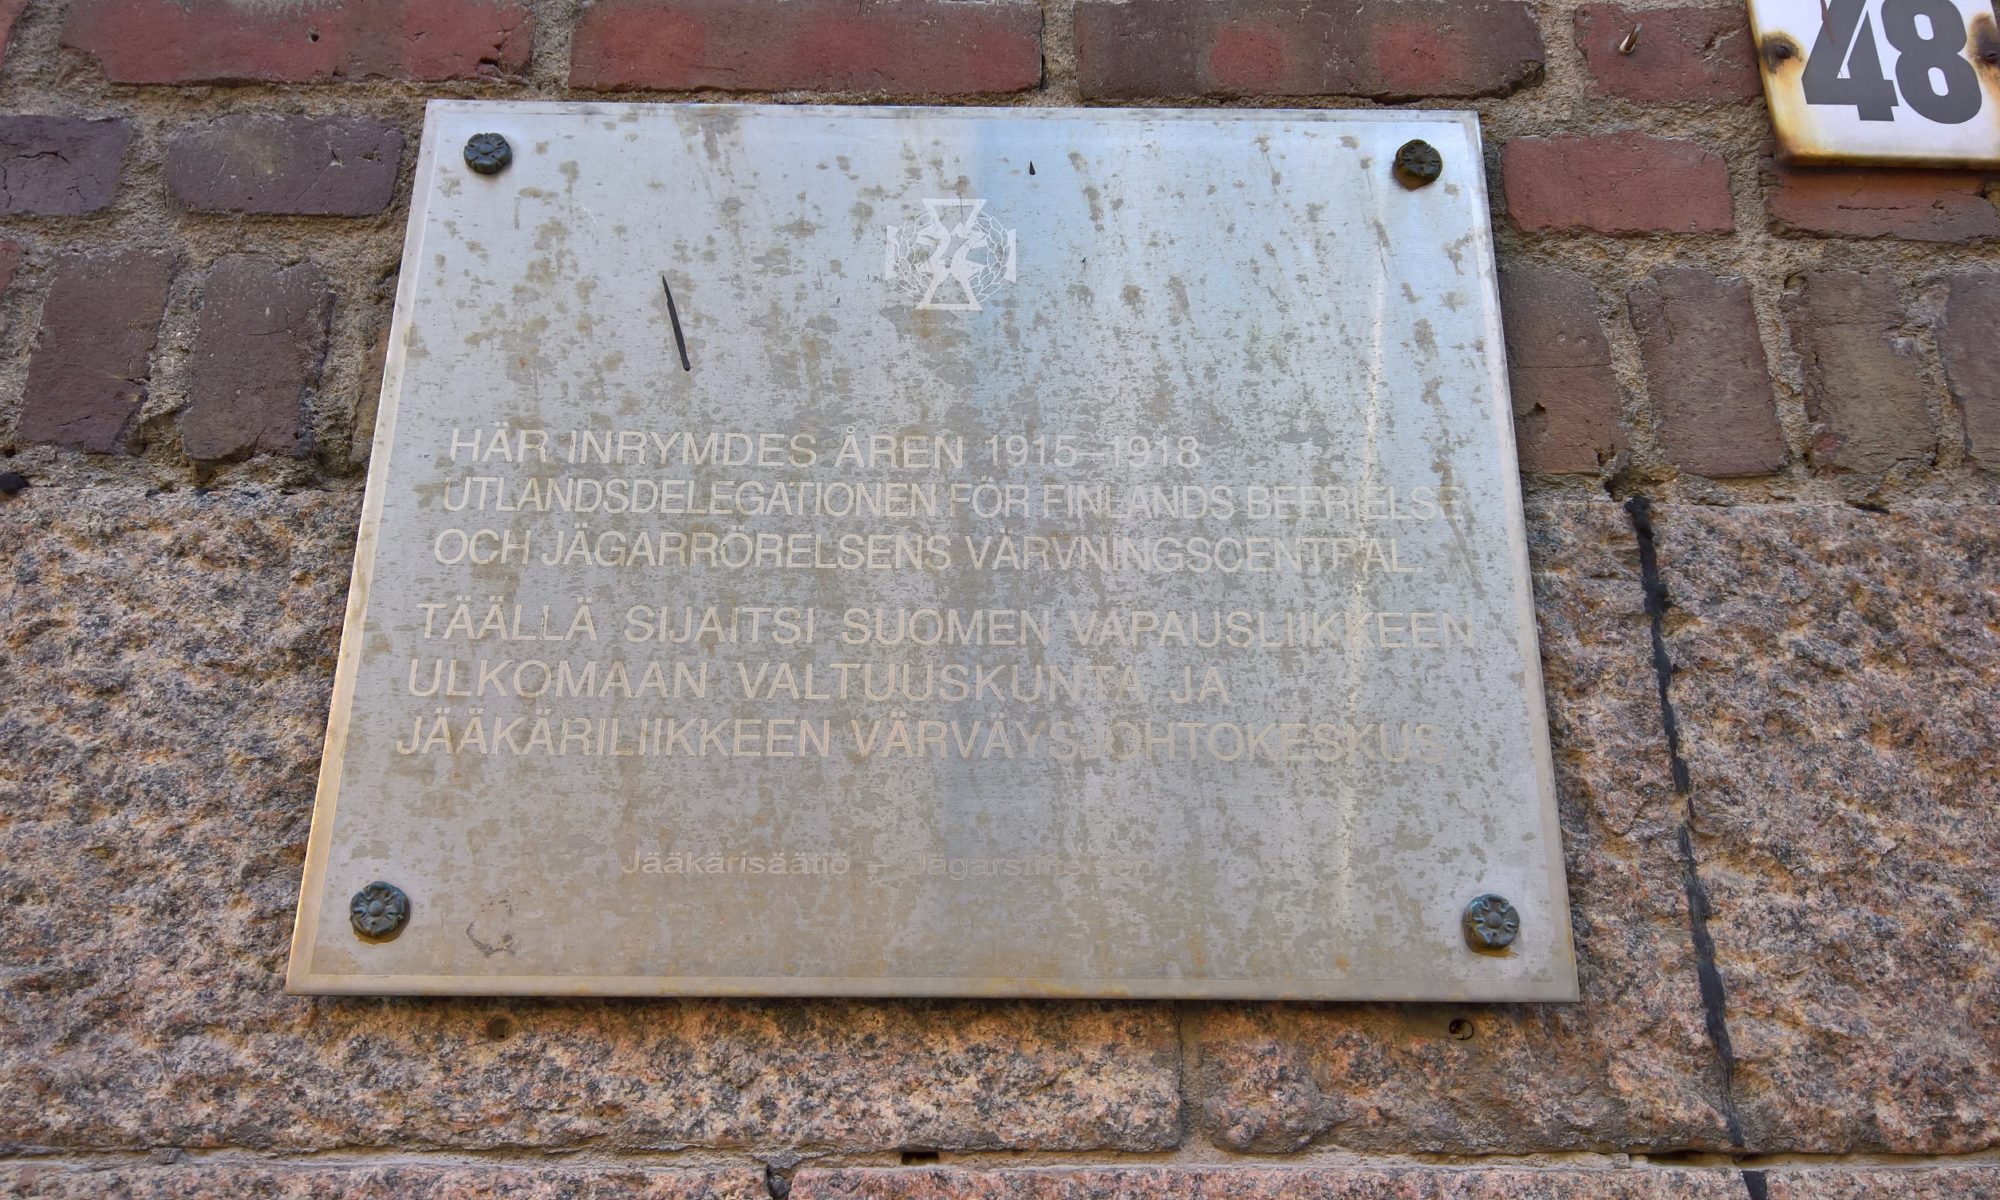 48
HÄR INRYMDES ÅREN 1915–1918
UTLANDSDELEGATIONEN FÖR FINLANDS BEFRIELSE
OCH JÄGARRÖRELSENS VÄRVNINGSCENTRAL.
TÄÄLLÄ SIJAITSI SUOMEN VAPAUSLIIKKEEN
ULKOMAAN VALTUUSKUNTA JA
JÄÄKÄRILIIKKEEN VÄRVÄYSJOHTOKESKUS.
Jääkärisäätiö – Jägarstiftelsen